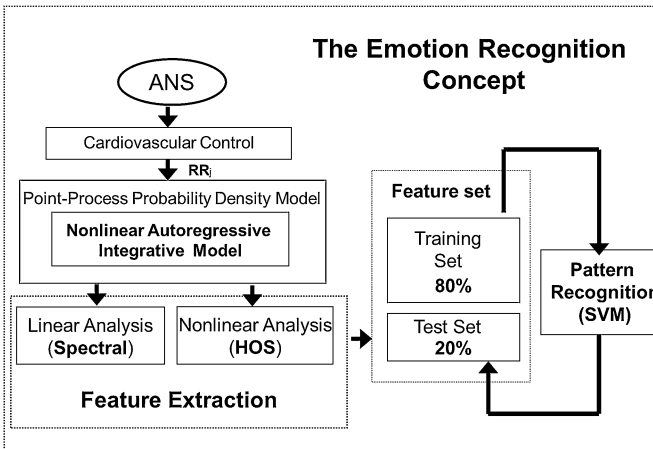 The Emotion Recognition
Concept
ANS
Cardiovascular Control
RRj
Point-Process Probability Density Model
Nonlinear Autoregressive
Integrative Model
Linear Analysis
(Spectral)
Nonlinear Analysis
(HOS)
Feature Extraction
Feature set
Training
Set
80%
Test Set
20%
Pattern
Recognition
(SVM)